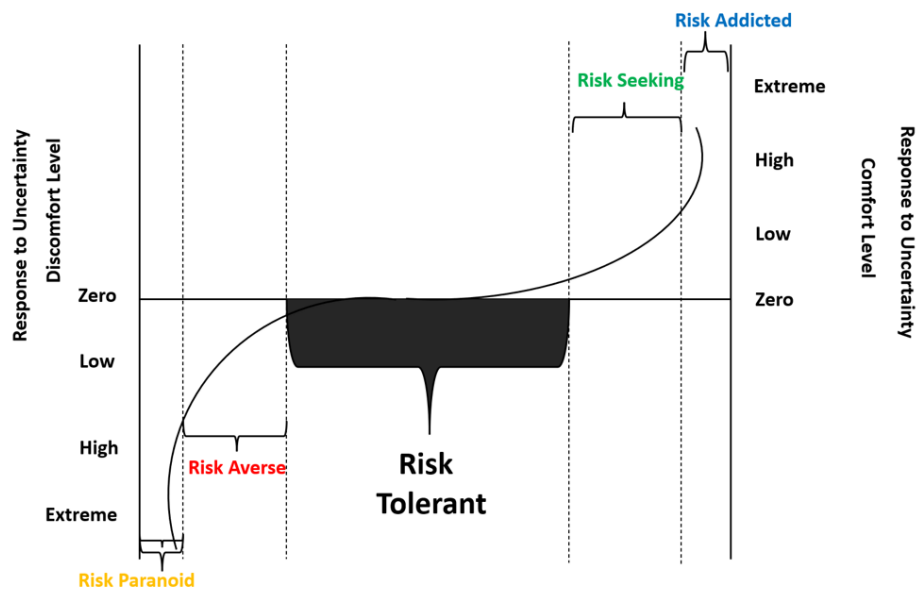 Risk Addicted
Risk Seeking
Extreme
High
Low
Zero
Comfort Level
Response to Uncertainty
Response to Uncertainty
Discomfort Level
Zero
Low
High
Extreme
Risk Averse
Risk
Tolerant
Risk Paranoid